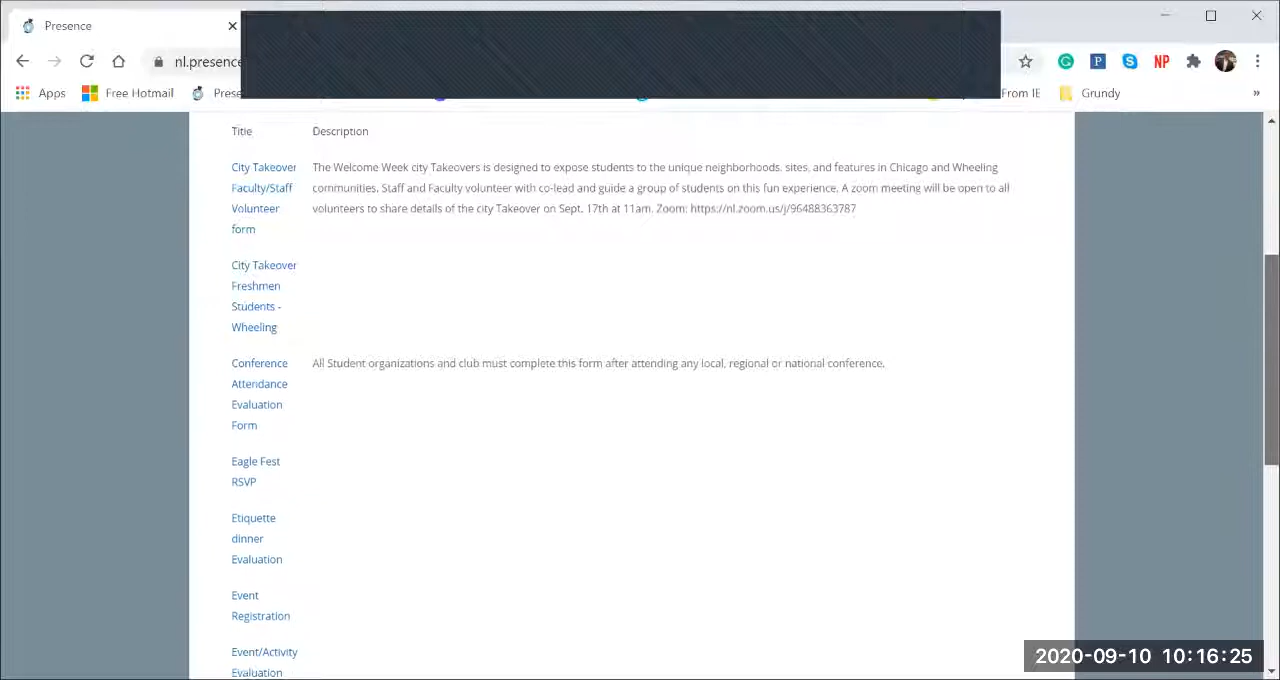 Presence
nl.presence
Apps Free Hotmail From IE Grundy »
Title Description
City Takeover
Faculty/Staff
Volunteer
form
The Welcome Week city Takeovers is designed to expose students to the unique neighborhoods, sites, and features in Chicago and Wheeling
communities. Staff and Faculty volunteer with co-lead and guide a group of students on this fun experience. A zoom meeting will be open to all
volunteers to share details of the city Takeover on Sept. 17th at 11am. Zoom: https://nl.zoom.us/j/96488363787
City Takeover
Freshmen
Students -
Wheeling
Conference
Attendance
Evaluation
Form
All Student organizations and club must complete this form after attending any local, regional or national conference.
Eagle Fest
RSVP
Etiquette
dinner
Evaluation
Event
Registration
Event/Activity
Evaluation
G P S NP
2020-09-10 10:16:25